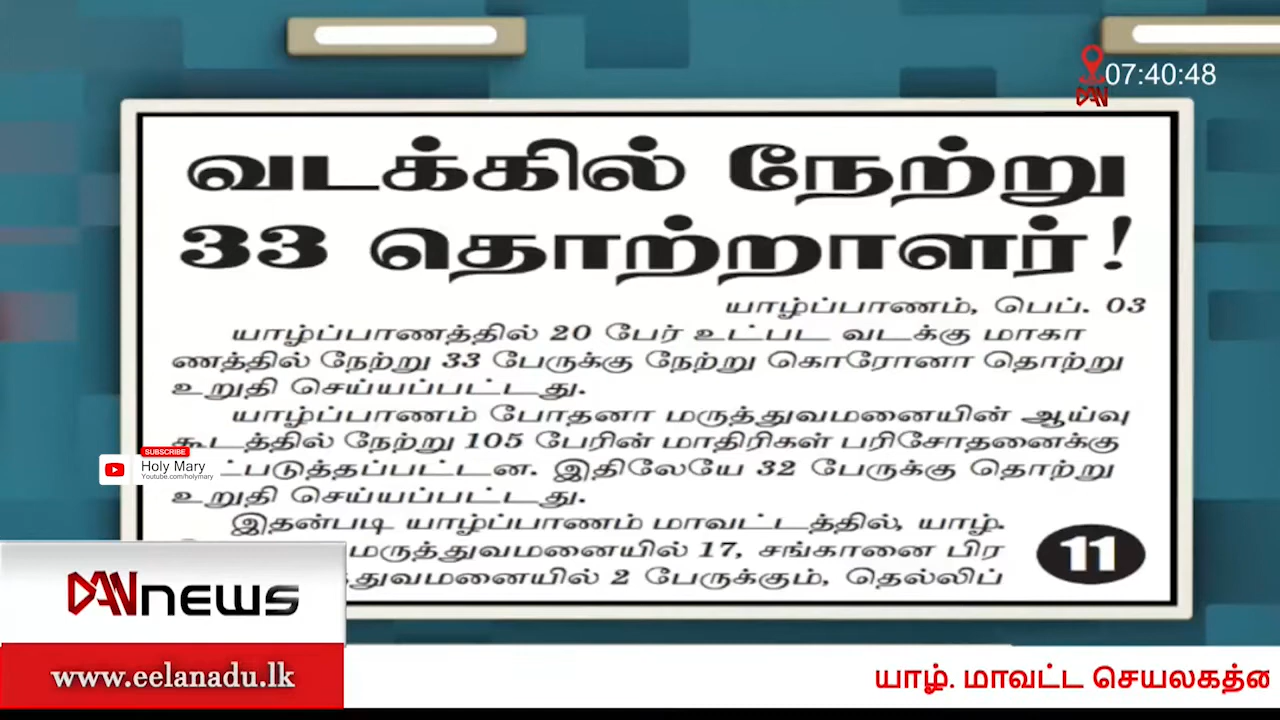 07:40:48
DAN
வடக்கில் நேற்று
33 தொற்றாளர்!
யாழ்ப்பாணம், பெப். 03
யாழ்ப்பாணத்தில் 20 பேர் உட்பட வடக்கு மாகா
ணத்தில் நேற்று 33 பேருக்கு நேற்று கொரோனா தொற்று
உறுதி செய்யப்பட்டது.
யாழ்ப்பாணம் போதனா மருத்துவமனையின் ஆய்வு
கூடத்தில் நேற்று 105 பேரின் மாதிரிகள் பரிசோதனைக்கு
ட்படுத்தப்பட்டன. இதிலேயே 32 பேருக்கு தொற்று
உறுதி செய்யப்பட்டது.
இதன்படி யாழ்ப்பாணம் மாவட்டத்தில், யாழ்.
மருத்துவமனையில் 17, சங்கானை பிர
த்துவமனையில் 2 பேருக்கும், தெல்லிப்
11
SUBSCRIBE
Holy Mary
Youtube.com/holymary
DAN news
www.eelanadu.lk
யாழ். மாவட்ட செயலகத்